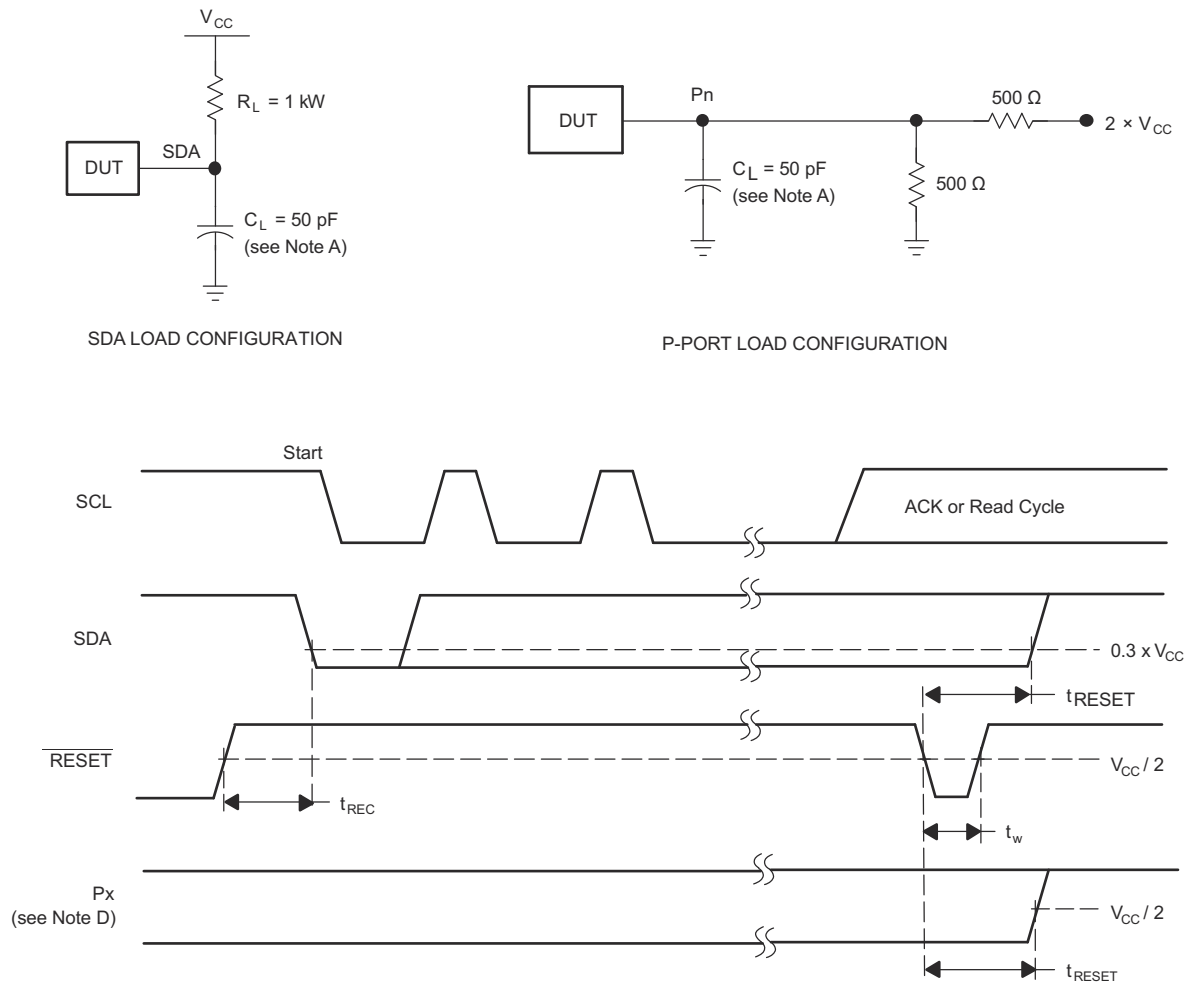 VCC
RL = 1 kW
DUT
SDA
CL = 50 pF
(see Note A)
SDA LOAD CONFIGURATION
DUT
Pn
500 Ω
2 × VCC
CL = 50 pF
(see Note A)
500 Ω
P-PORT LOAD CONFIGURATION
Start
SCL
ACK or Read Cycle
SDA
0.3 x VCC
tRESET
RESET
VCC / 2
tREC
tw
Px
(see Note D)
VCC / 2
tRESET